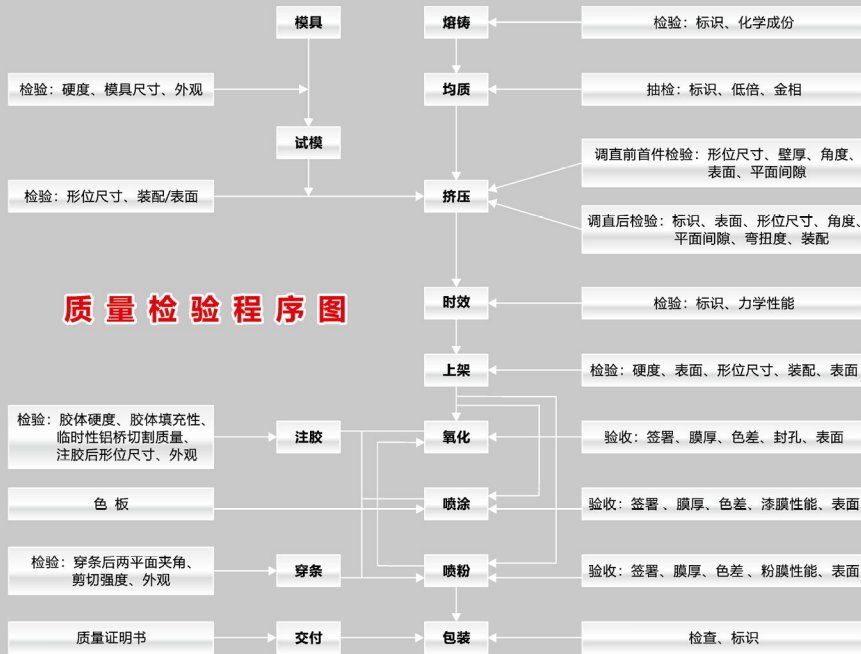 模具
熔铸
检验：标识、化学成份
检验：硬度、模具尺寸、外观
均质
抽检：标识、低倍、金相
试模
调直前首件检验：形位尺寸、壁厚、角度、
表面、平面间隙
检验：形位尺寸、装配/表面
挤压
调直后检验：标识、表面、形位尺寸、角度、
平面间隙、弯扭度、装配
质量检验程序图
时效
检验：标识、力学性能
上架
检验：硬度、表面、形位尺寸、装配、表面
检验：胶体硬度、胶体填充性、
临时性铝桥切割质量、
注胶后形位尺寸、外观
注胶
氧化
验收：签署、膜厚、色差、封孔、表面
色 板
喷涂
验收：签署 、膜厚、色差、漆膜性能、表面
检验：穿条后两平面夹角、
剪切强度、外观
穿条
喷粉
验收：签署、膜厚、色差 、粉膜性能、表面
质量证明书
交付
包装
检查、标识